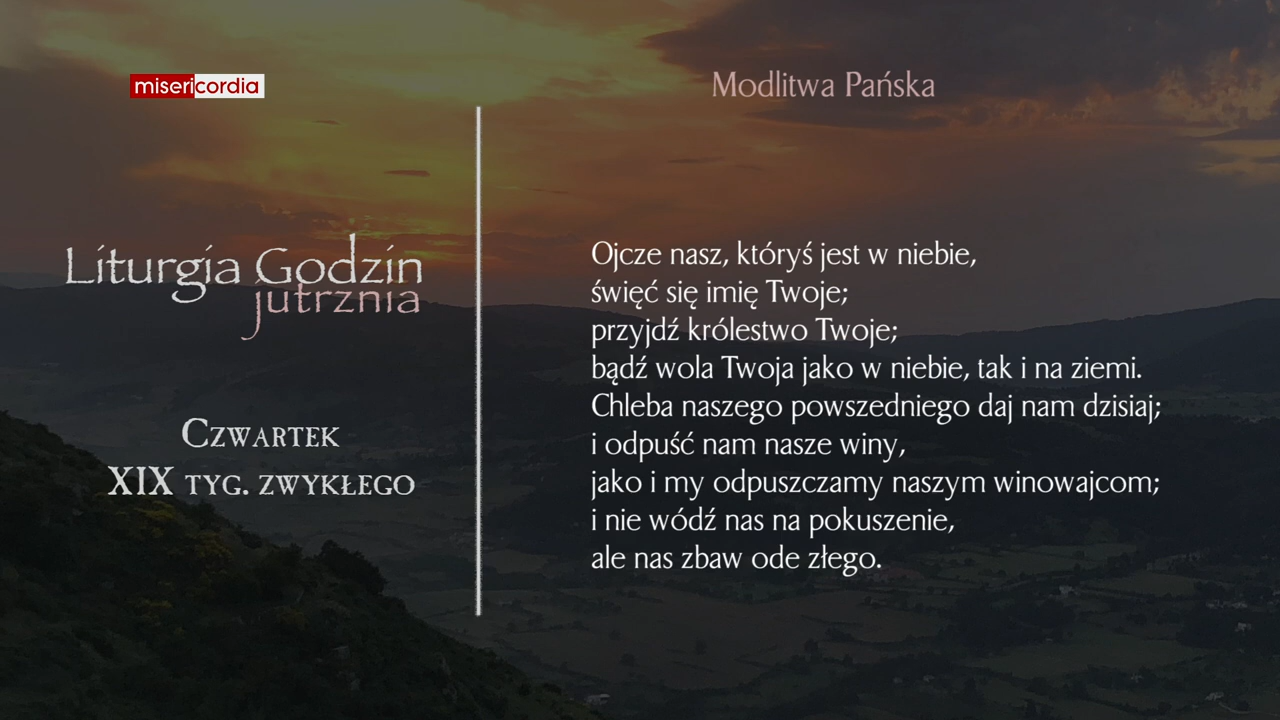 misericordia
Liturgia Godzin
jutrznia
Czwartek
XIX tyg. zwykłego
Modlitwa Pańska
Ojcze nasz, któryś jest w niebie,
święć się imię Twoje;
przyjdź królestwo Twoje;
bądź wola Twoja jako w niebie, tak i na ziemi.
Chleba naszego powszedniego daj nam dzisiaj;
i odpuść nam nasze winy,
jako i my odpuszczamy naszym winowajcom;
i nie wódź nas na pokuszenie,
ale nas zbaw ode złego.